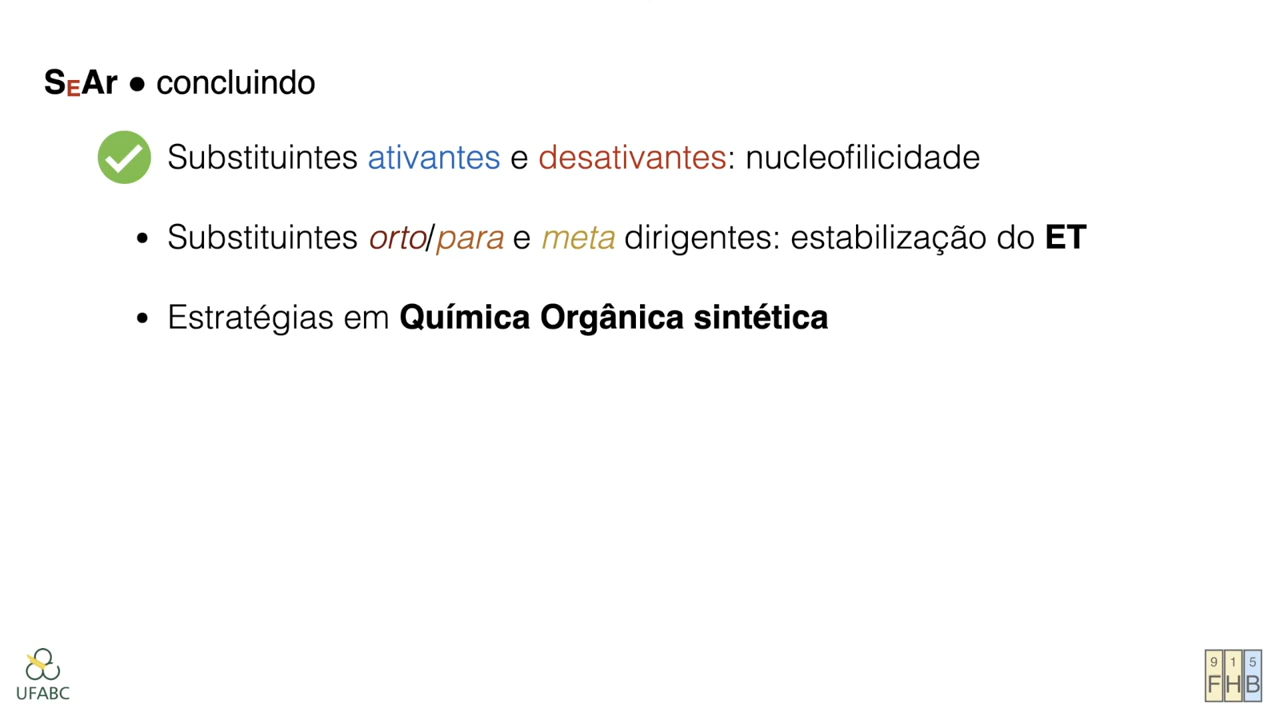 SEAr • concluindo
Substituintes ativantes e desativantes: nucleofilicidade
• Substituintes orto/para e meta dirigentes: estabilização do ET
• Estratégias em Química Orgânica sintética
UFABC
9 1 5
F H B